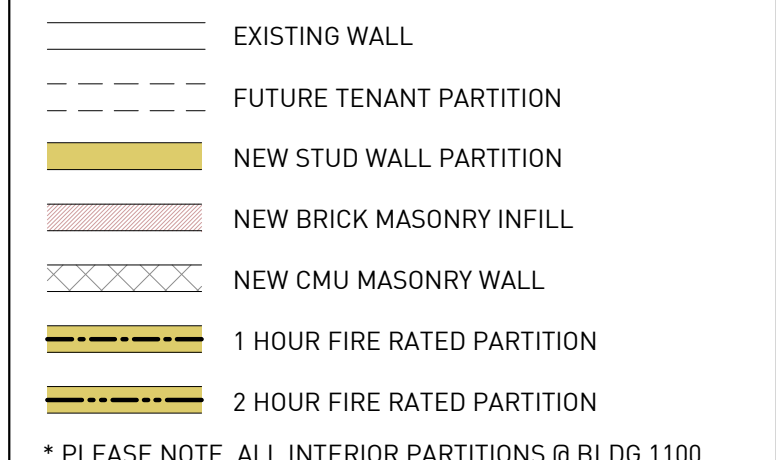 EXISTING WALL
FUTURE TENANT PARTITION
NEW STUD WALL PARTITION
NEW BRICK MASONRY INFILL
NEW CMU MASONRY WALL
1 HOUR FIRE RATED PARTITION
2 HOUR FIRE RATED PARTITION
* PLEASE NOTE, ALL INTERIOR PARTITIONS @ BLDG 1100